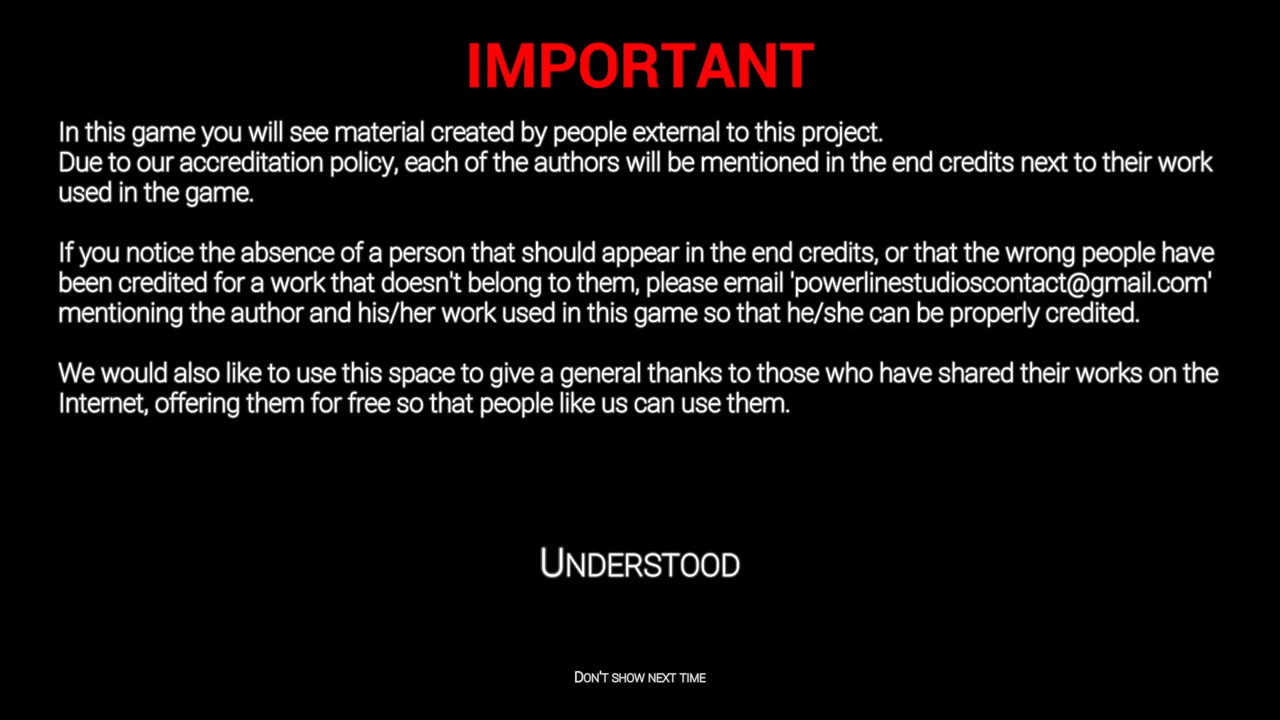 IMPORTANT
In this game you will see material created by people external to this project.
Due to our accreditation policy, each of the authors will be mentioned in the end credits next to their work
used in the game.
If you notice the absence of a person that should appear in the end credits, or that the wrong people have
been credited for a work that doesn't belong to them, please email 'powerlinestudioscontact@gmail.com'
mentioning the author and his/her work used in this game so that he/she can be properly credited.
We would also like to use this space to give a general thanks to those who have shared their works on the
Internet, offering them for free so that people like us can use them.
UNDERSTOOD
DON'T SHOW NEXT TIME